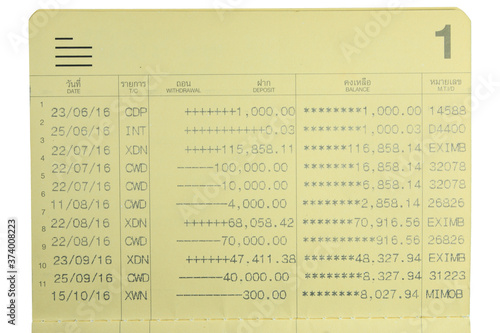 1
วันที่ รายการ ถอน ฝาก คงเหลือ หมายเลข
DATE WITHDRAWAL DEPOSIT BALANCE
1 23/06/16 CDP +++++++1,000.00 ********1,000.00 14588
2 25/06/16 INT 0.03 ********1,000.03 D4400
3 22/07/16 XDN +++++115,858.11 ******116,858.14 EXIMB
4 22/07/16 CWD -----100,000.00 *******16,858.14 32078
5 22/07/16 CWD ------10,000.00 ********6,858.14 32078
6 11/08/16 CWD -------4,000.00 ********2,858.14 26826
7 22/08/16 XDN ++++++68,058.42 *******70,916.56 EXIMB
8 22/08/16 CWD ------70,000.00 **********916.56 26826
9 23/09/16 XDN ++++++47,411.38 *******48,327.94 EXIMB
10 25/09/16 CWD ------40,000.00 ********8,327.94 31223
11 15/10/16 XWN ---------300.00 ********8,027.94 MIMOB
Adobe Stock | #374008223